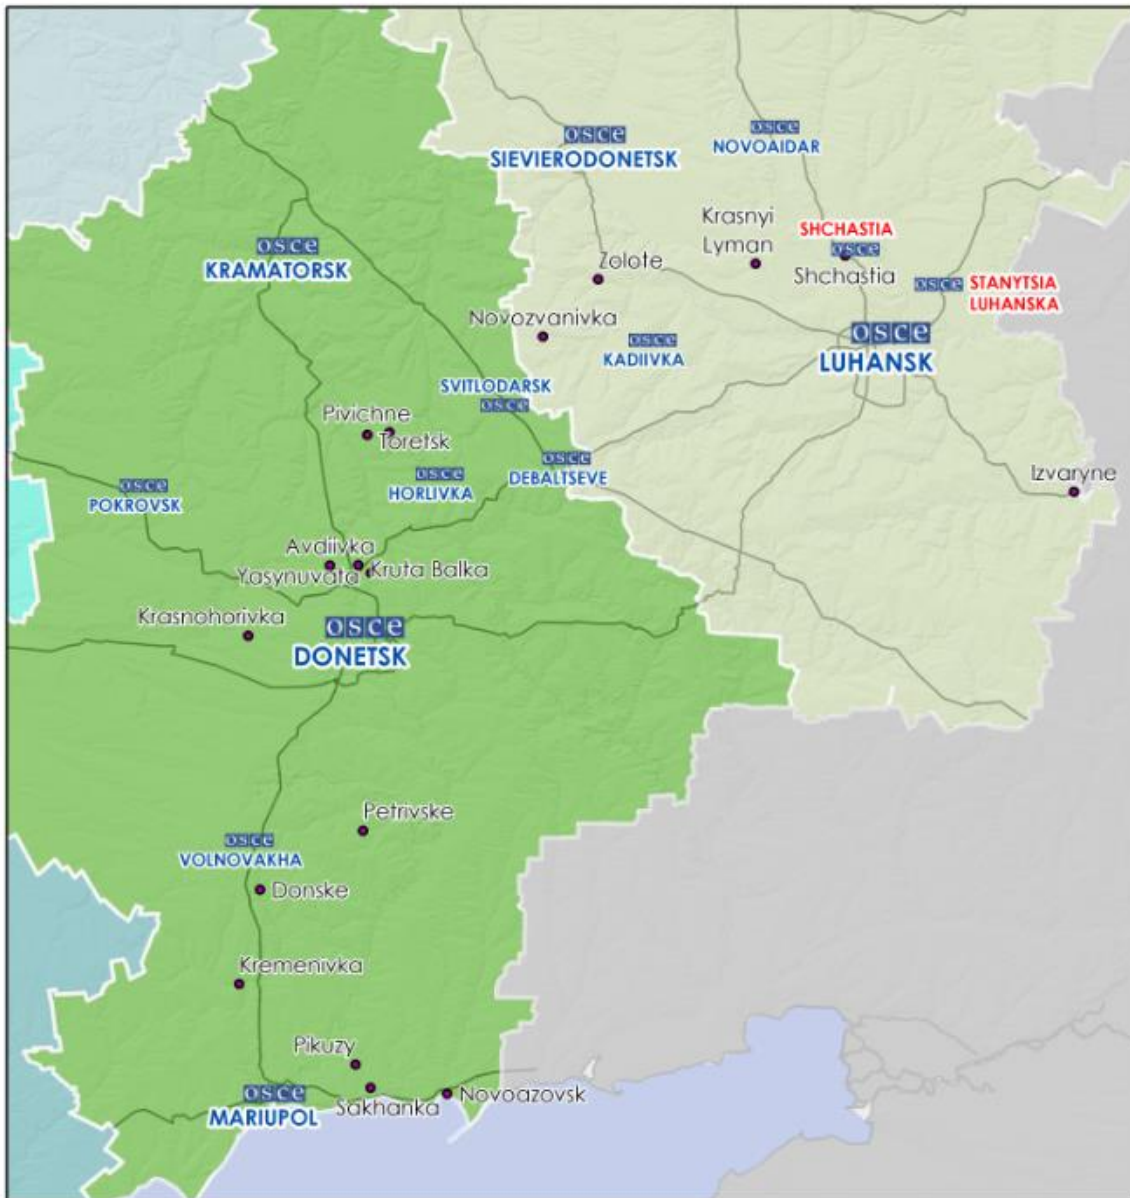 osce
SIEVIERODONETSK
osce
NOVOAIDAR
Krasnyi
Lyman
SHCHASTIA
osce
Shchastia
osce
KRAMATORSK
Zolote
osce
STANYTSIA
LUHANSKA
Novozvanivka
osce
KADIIVKA
osce
LUHANSK
SVITLODARSK
osce
Pivichne
Toretsk
osce
HORLIVKA
osce
DEBALTSEVE
Izvaryne
osce
POKROVSK
Avdiivka
Yasynuvata
Kruta Balka
Krasnohorivka
osce
DONETSK
Petrivske
osce
VOLNOVAKHA
Donske
Kremenivka
Pikuzy
osce
MARIUPOL
Sakhanka
Novoazovsk